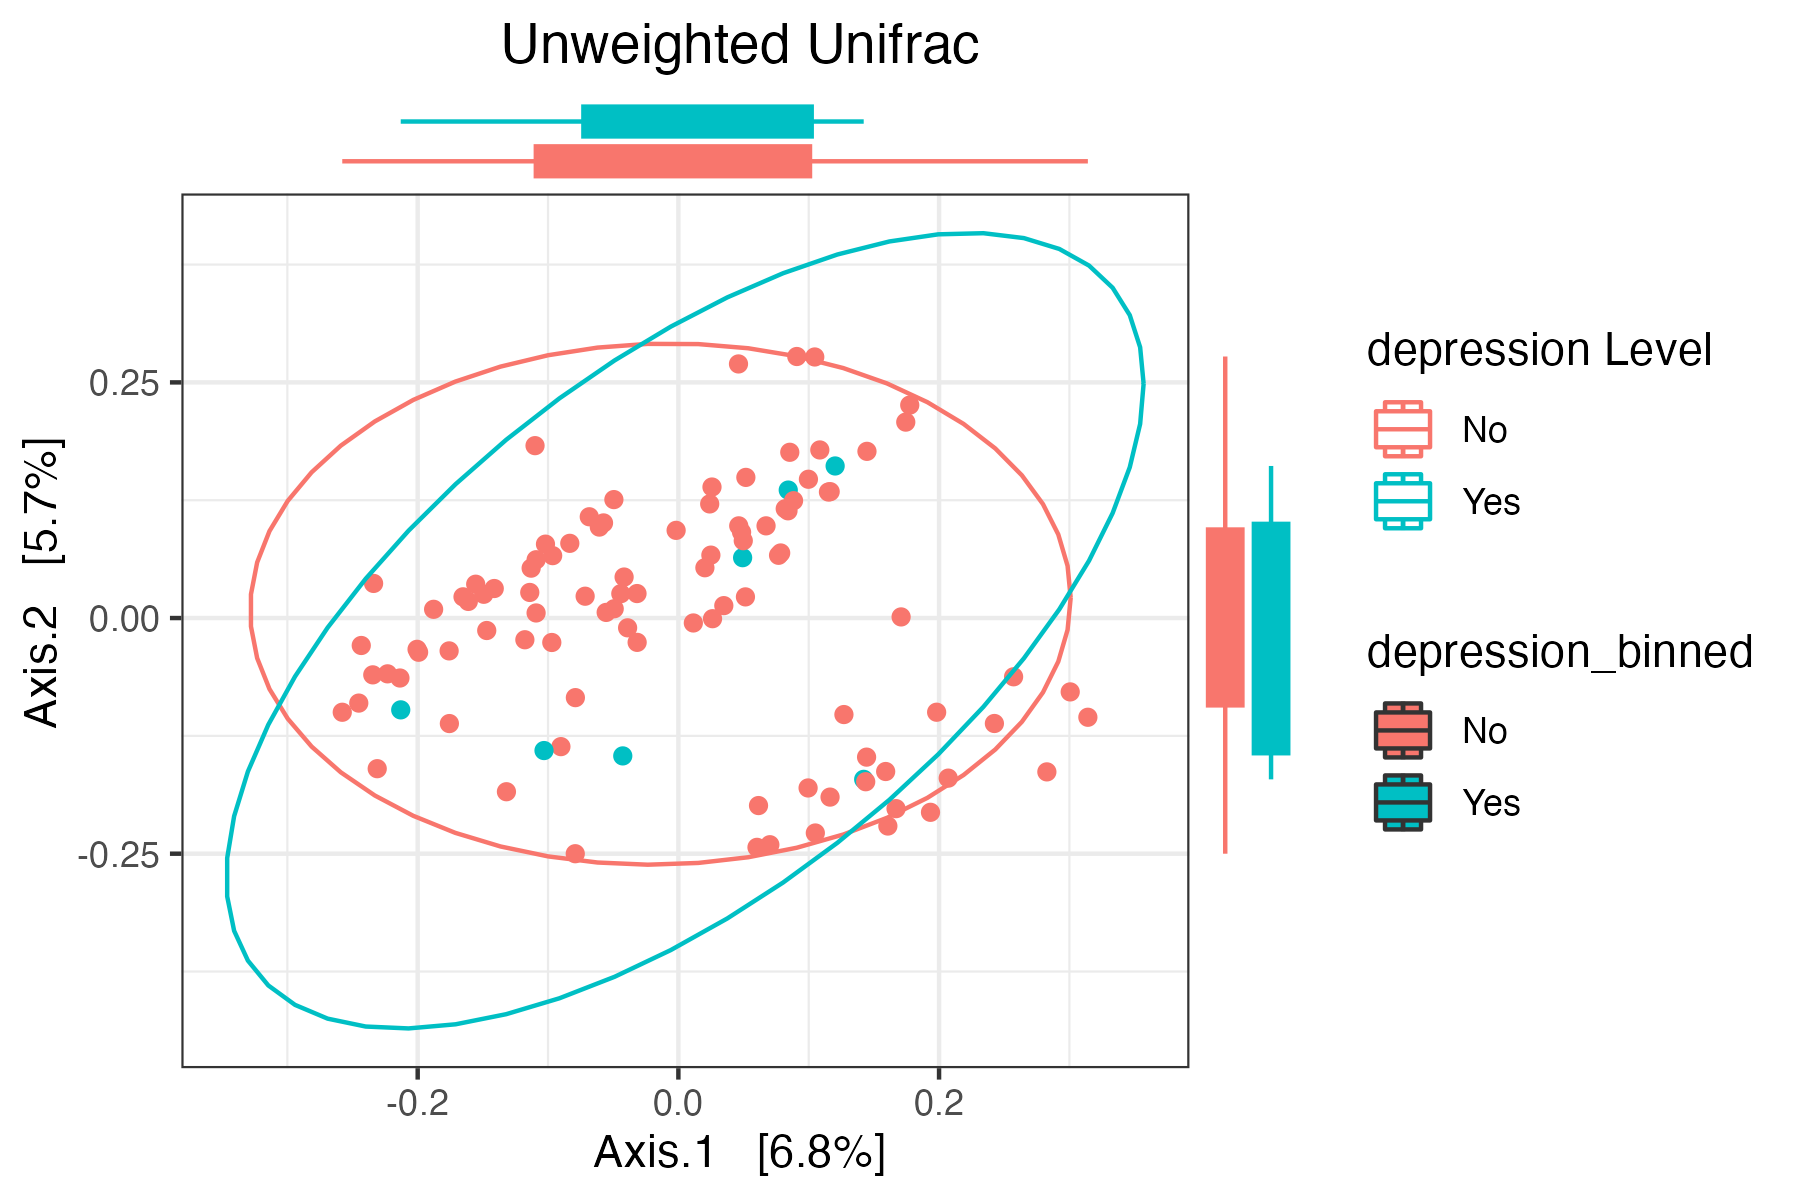 Unweighted Unifrac
0.25
0.00
-0.25
Axis.2 [5.7%]
-0.2
0.0
0.2
Axis.1 [6.8%]
depression Level
No
Yes
depression_binned
No
Yes